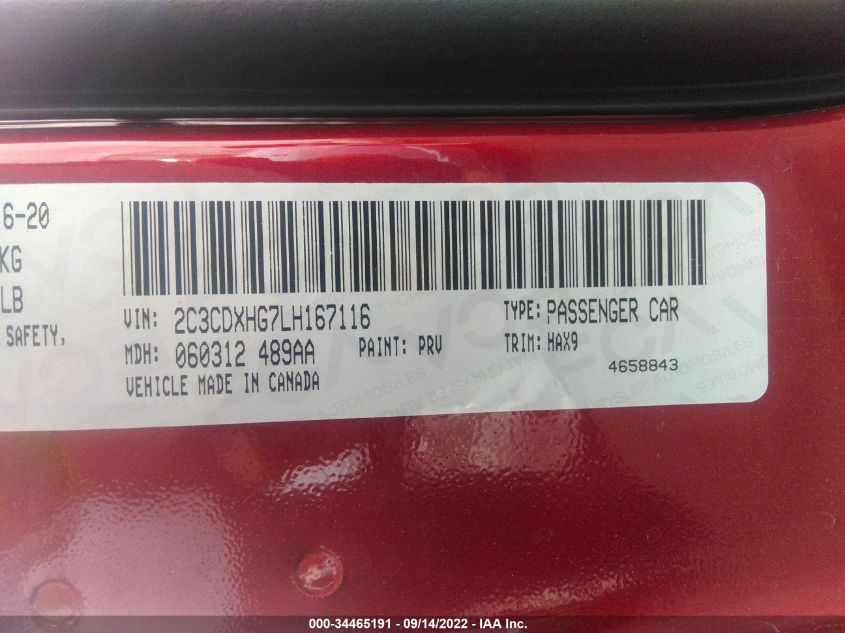 6-20
KG
LB
SAFETY,
VIN: 2C3CDXHG7LH167116
TYPE: PASSENGER CAR
MDH: 060312 489AA
PAINT: PRV
TRIM: HAX9
VEHICLE MADE IN CANADA
4658843
000-34465191 - 09/14/2022 - IAA Inc.